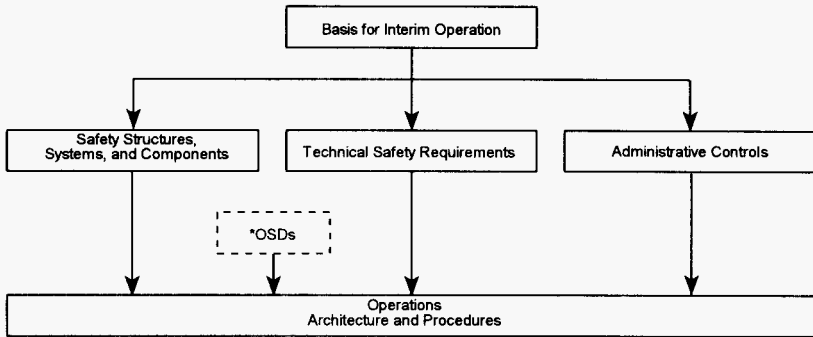 Basis for Interim Operation
Safety Structures,
Systems, and Components
Technical Safety Requirements
Administrative Controls
*OSDs
Operations
Architecture and Procedures